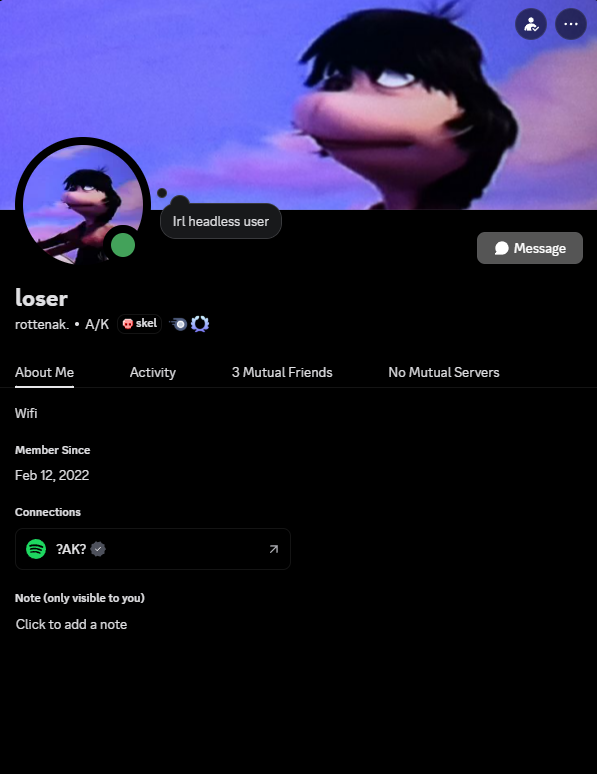 Irl headless user
Message
loser
rottenak. • A/K skel
About Me Activity 3 Mutual Friends No Mutual Servers
Wifi
Member Since
Feb 12, 2022
Connections
?AK?
Note (only visible to you)
Click to add a note